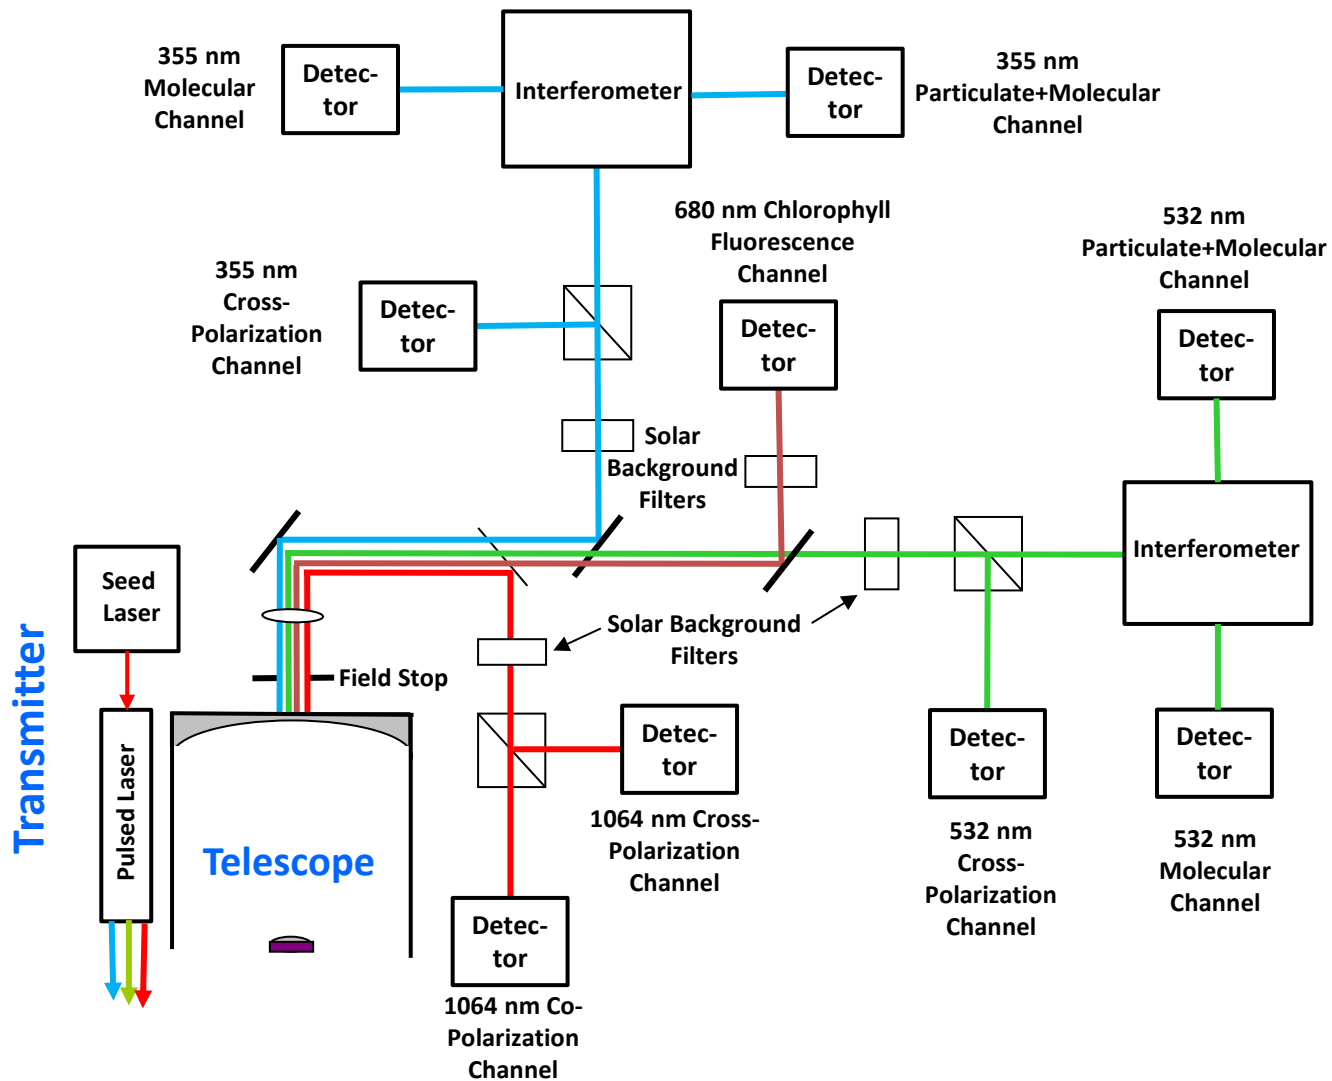 355 nm
Molecular
Channel
Detec-
tor
Interferometer
Detec-
tor
355 nm
Particulate+Molecular
Channel
680 nm Chlorophyll
Fluorescence
Channel
532 nm
Particulate+Molecular
Channel
355 nm
Cross-
Polarization
Channel
Detec-
tor
Detec-
tor
Detec-
tor
Solar
Background
Filters
Interferometer
Seed
Laser
Solar Background
Filters
Field Stop
Transmitter
Pulsed Laser
Telescope
Detec-
tor
1064 nm Cross-
Polarization
Channel
Detec-
tor
532 nm
Cross-
Polarization
Channel
Detec-
tor
532 nm
Molecular
Channel
Detec-
tor
1064 nm Co-
Polarization
Channel